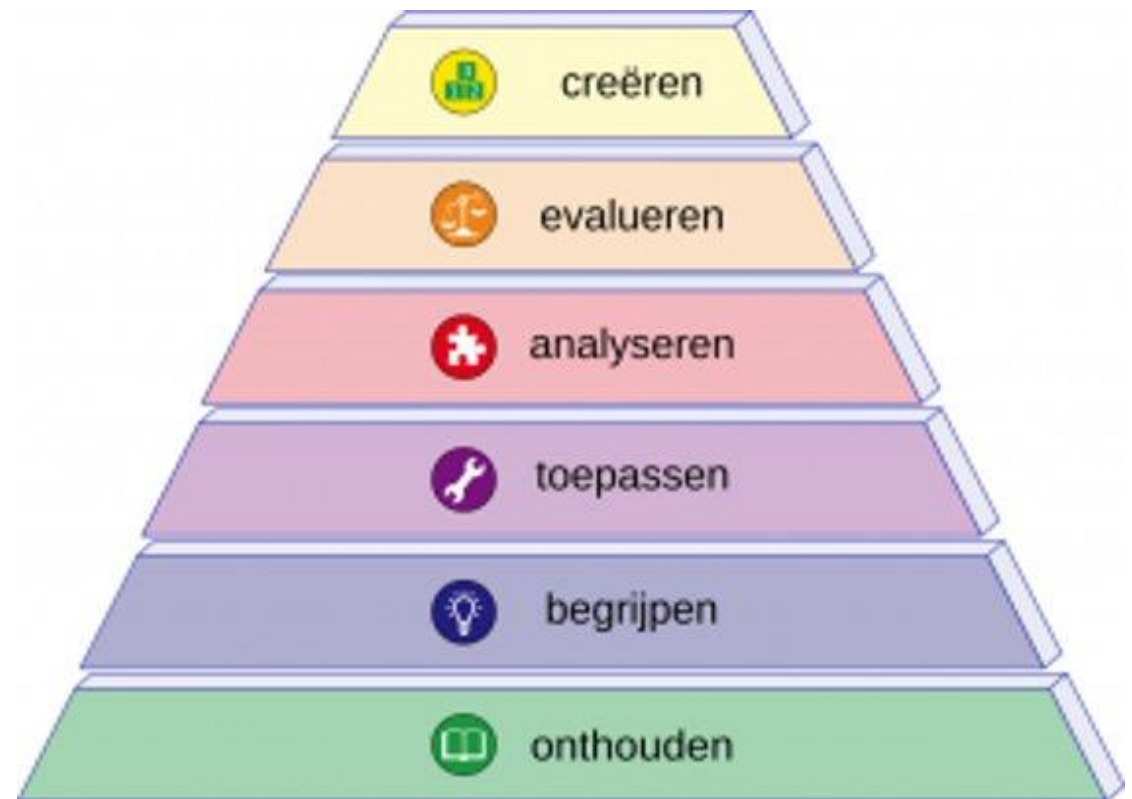 creëren
evalueren
analyseren
toepassen
begrijpen
onthouden